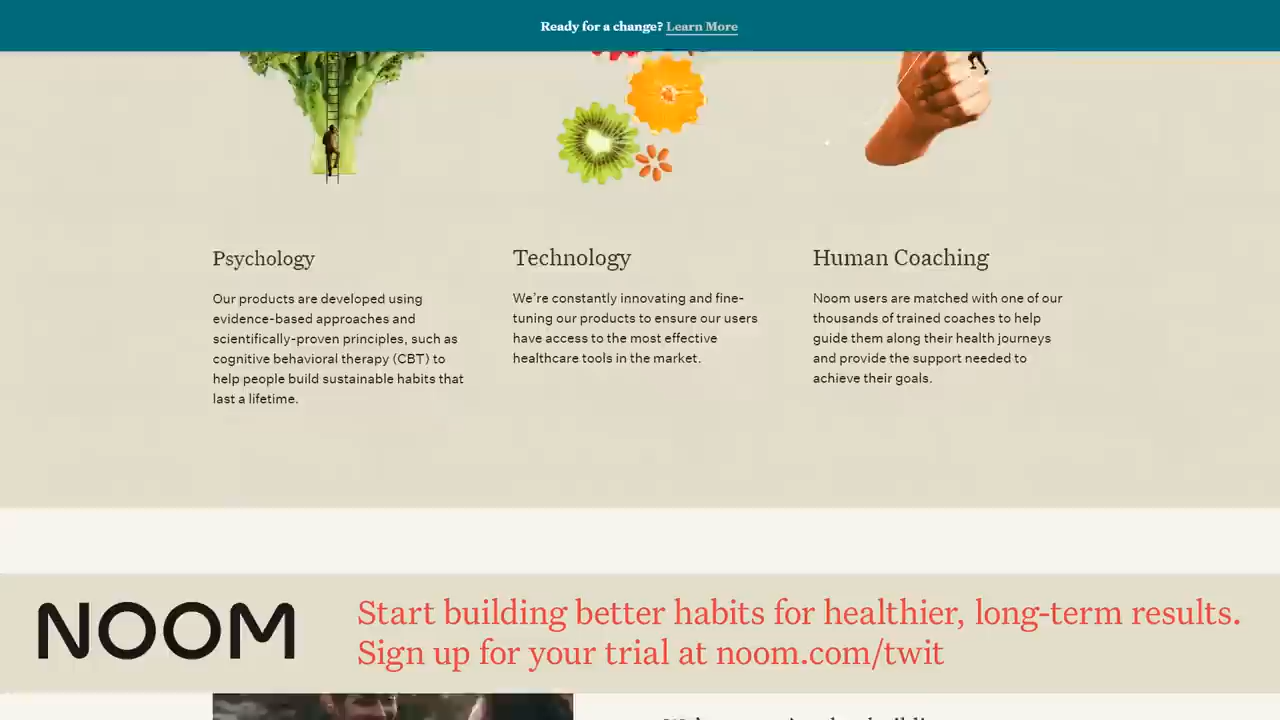 Ready for a change? Learn More
Psychology
Our products are developed using
evidence-based approaches and
scientifically-proven principles, such as
cognitive behavioral therapy (CBT) to
help people build sustainable habits that
last a lifetime.
Technology
We're constantly innovating and fine-
tuning our products to ensure our users
have access to the most effective
healthcare tools in the market.
Human Coaching
Noom users are matched with one of our
thousands of trained coaches to help
guide them along their health journeys
and provide the support needed to
achieve their goals.
NOOM
Start building better habits for healthier, long-term results.
Sign up for your trial at noom.com/twit